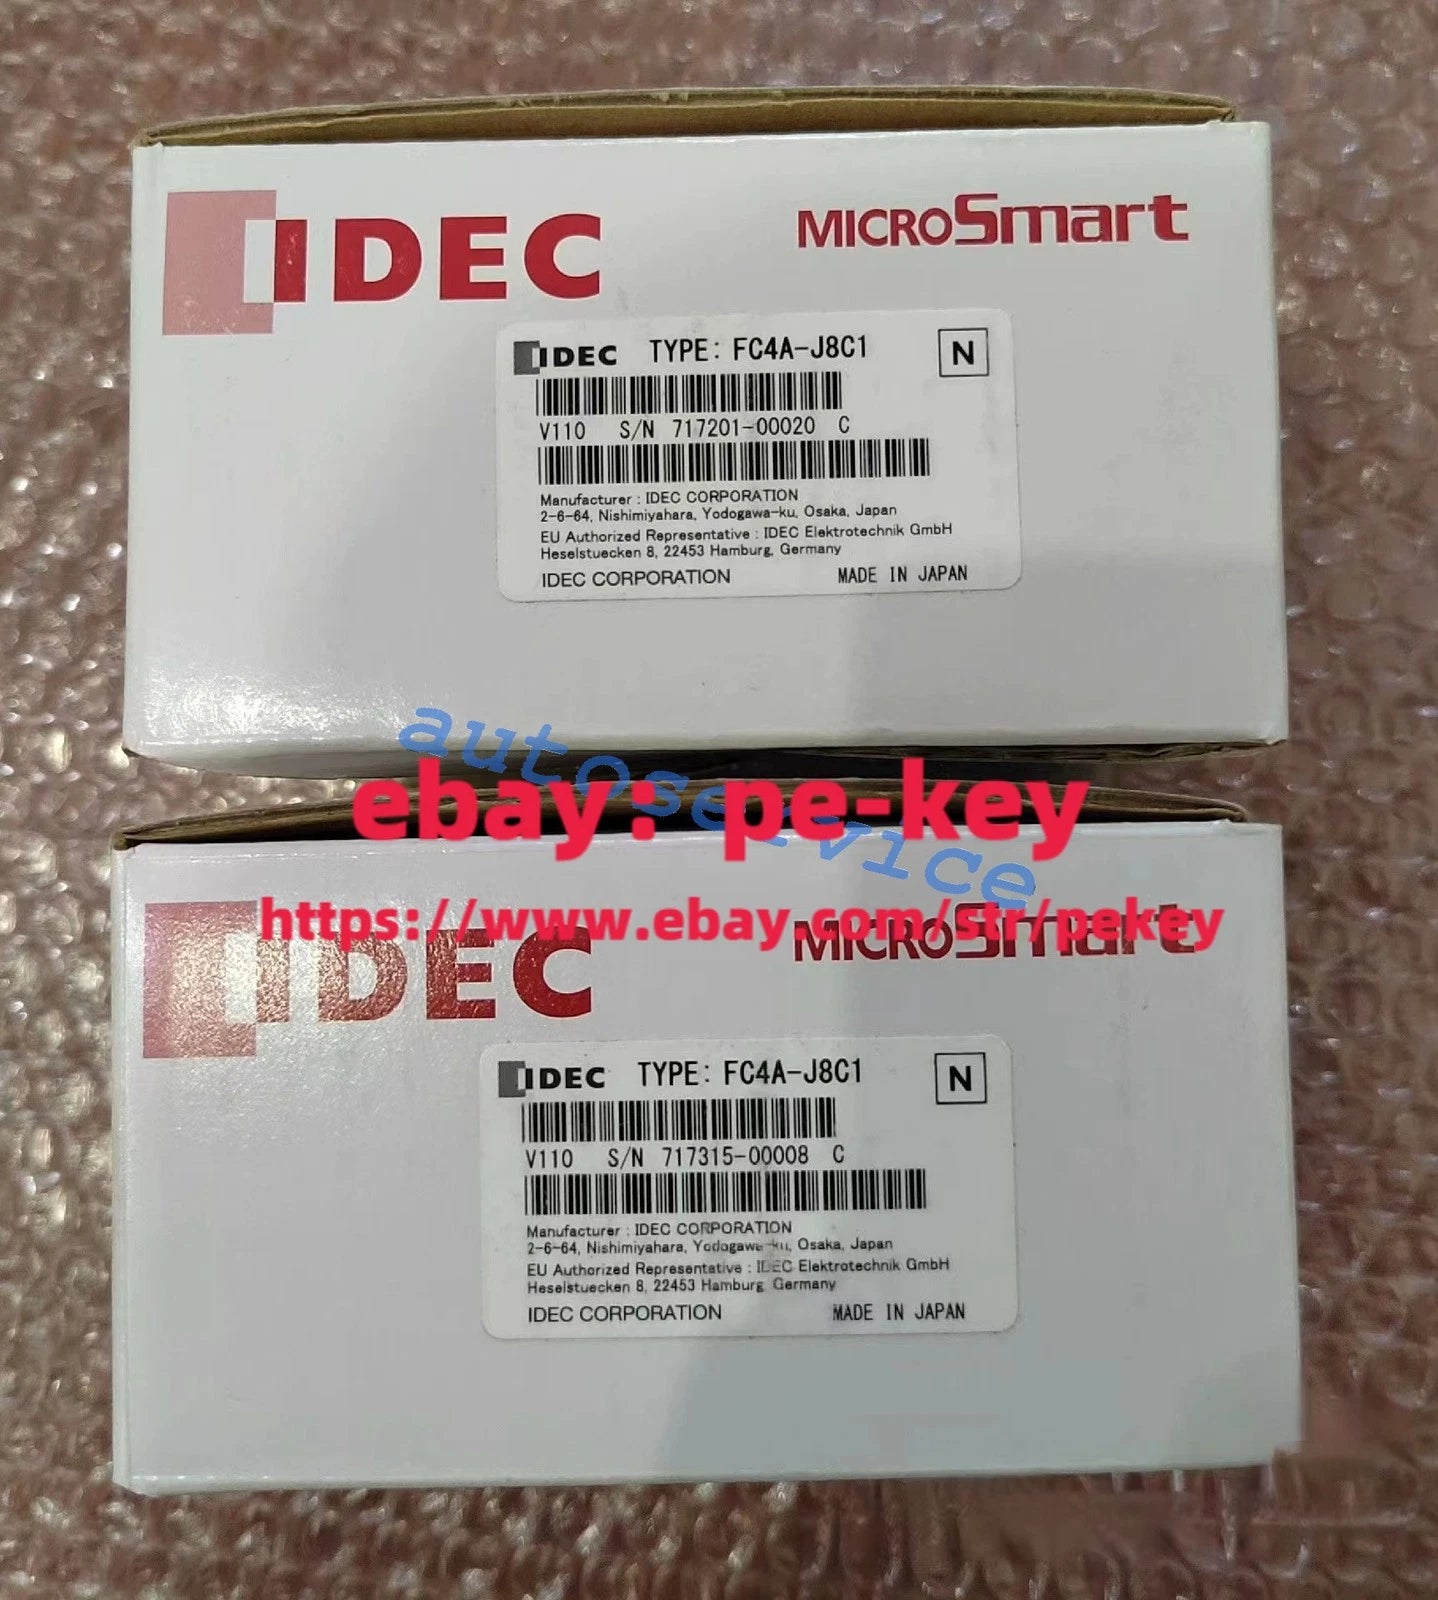 IDEC
MICROSmart
IDEC TYPE: FC4A-J8C1 N
V110 S/N 717201-00020 C
Manufacturer : IDEC CORPORATION
2-6-64, Nishimiyahara, Yodogawa-ku, Osaka, Japan
EU Authorized Representative : IDEC Elektrotechnik GmbH
Heselstuecken 8, 22453 Hamburg, Germany
IDEC CORPORATION MADE IN JAPAN
autoservice
ebay: pe-key
https://www.ebay.com/str/pekey
IDEC
MICROSmart
IDEC TYPE: FC4A-J8C1 N
V110 S/N 717315-00008 C
Manufacturer : IDEC CORPORATION
2-6-64, Nishimiyahara, Yodogawa-ku, Osaka, Japan
EU Authorized Representative : IDEC Elektrotechnik GmbH
Heselstuecken 8, 22453 Hamburg, Germany
IDEC CORPORATION MADE IN JAPAN